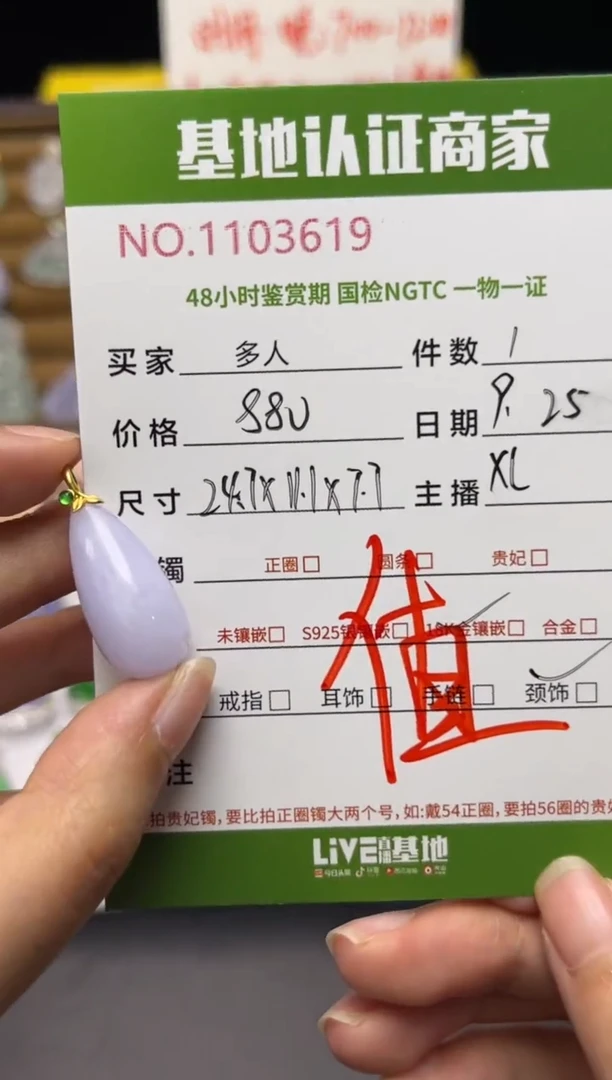 基地认证商家
NO.1103619
48小时鉴赏期 国检NGTC 一物一证
买家 多人 件数 1
价格 880 日期 9.25
尺寸 24.7x11.1x7.7 主播 XL
镯 正圈□ 圆条□ 贵妃□
未镶嵌□ S925银镶嵌□ 18K金镶嵌□ 合金□
戒指□ 耳饰□ 手链□ 颈饰□
值
注
拍贵妃镯,要比拍正圈镯大两个号,如:戴54正圈,要拍56圈的贵妃
LiVE直播基地
今日头条